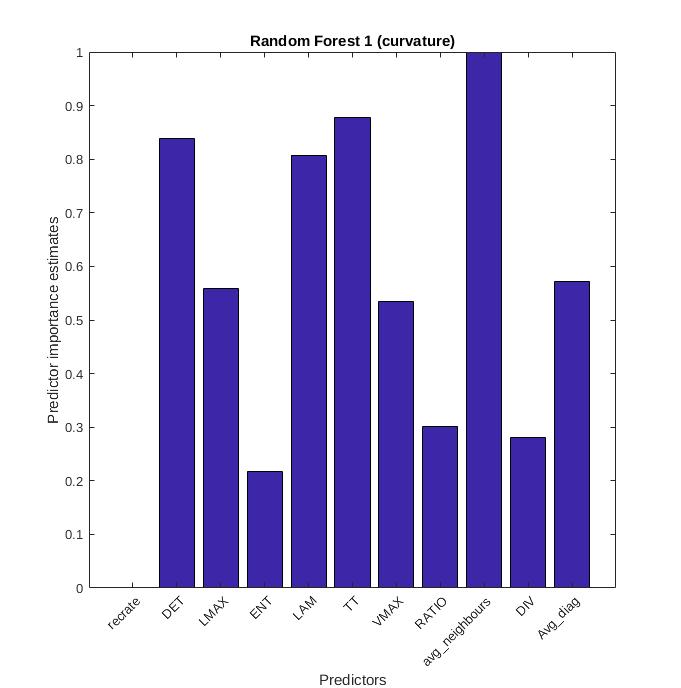 Random Forest 1 (curvature)
1
0.9
0.8
0.7
0.6
0.5
0.4
0.3
0.2
0.1
0
Predictor importance estimates
recrate
DET
LMAX
ENT
LAM
TT
VMAX
RATIO
avg_neighbours
DIV
Avg_diag
Predictors